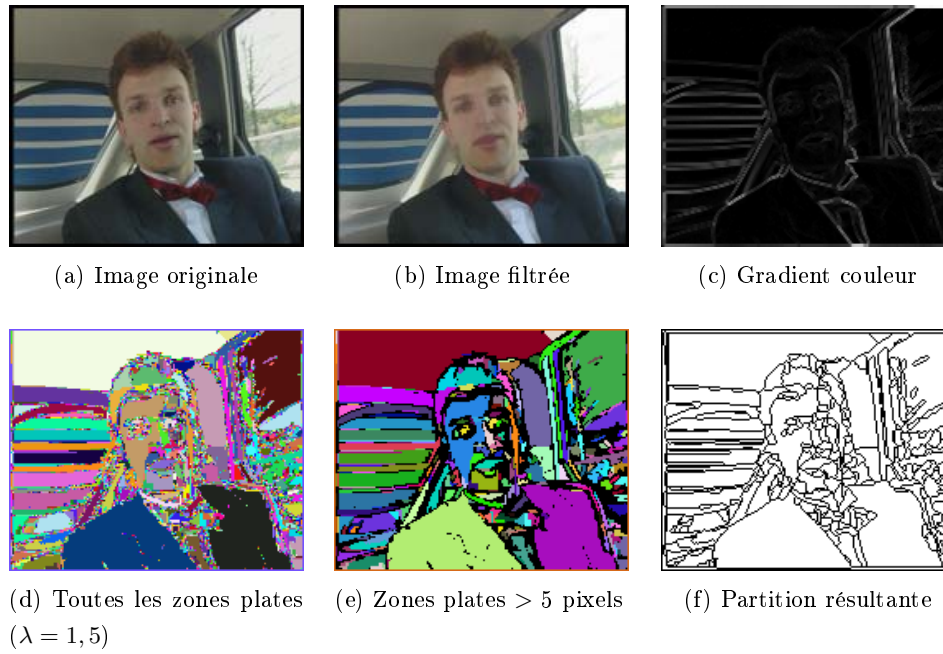 (a) Image originale
(b) Image filtrée
(c) Gradient couleur
(d) Toutes les zones plates
(λ = 1, 5)
(e) Zones plates > 5 pixels
(f) Partition résultante